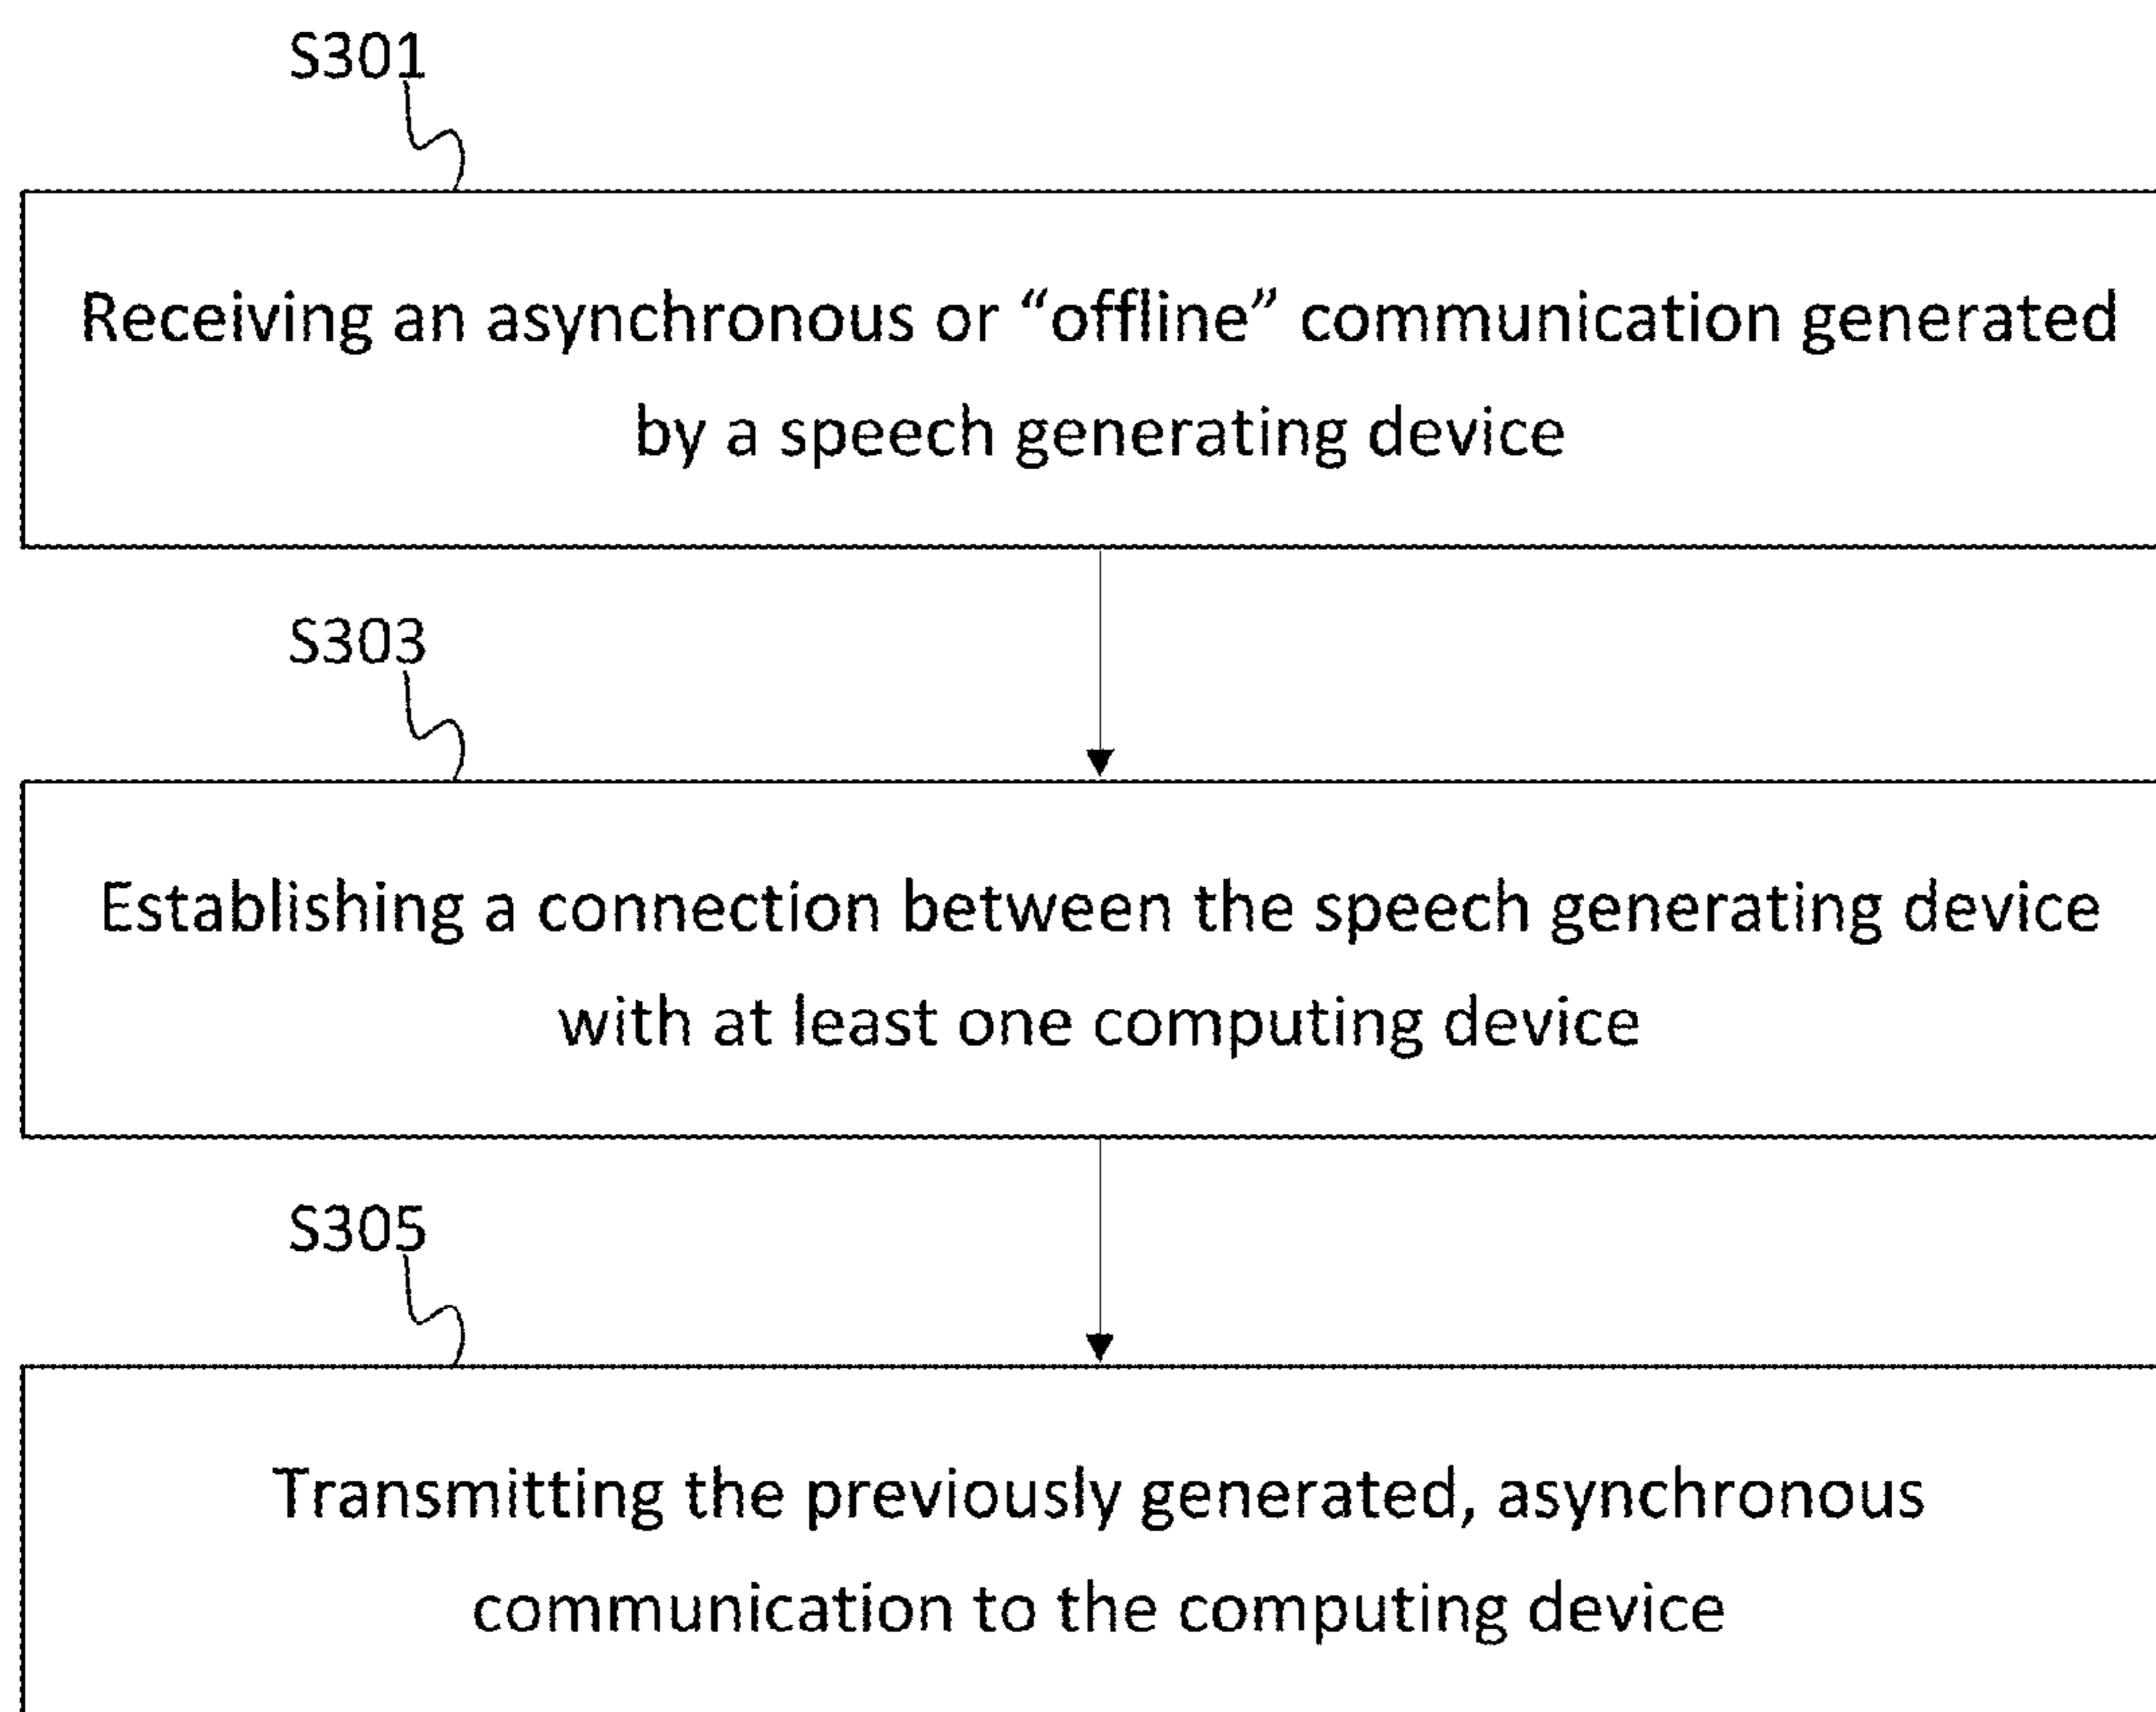 S301
Receiving an asynchronous or “offline” communication generated
by a speech generating device
S303
Establishing a connection between the speech generating device
with at least one computing device
S305
Transmitting the previously generated, asynchronous
communication to the computing device